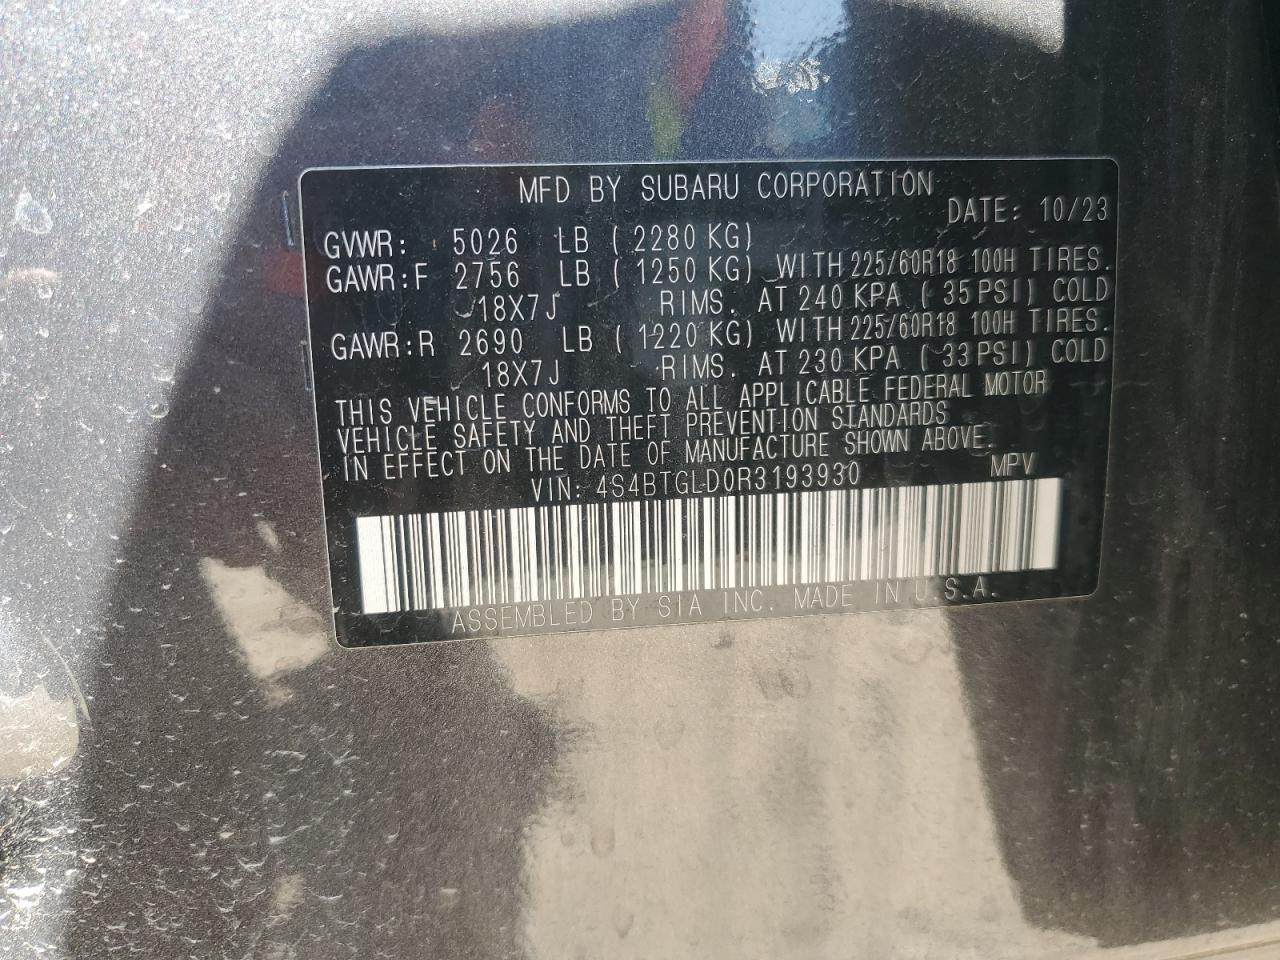 MFD BY SUBARU CORPORATION
DATE: 10/23
GVWR: 5026 LB ( 2280 KG)
GAWR:F 2756 LB ( 1250 KG) WITH 225/60R18 100H TIRES.
18X7J RIMS. AT 240 KPA ( 35 PSI) COLD
GAWR:R 2690 LB ( 1220 KG) WITH 225/60R18 100H TIRES.
18X7J RIMS. AT 230 KPA ( 33 PSI) COLD
THIS VEHICLE CONFORMS TO ALL APPLICABLE FEDERAL MOTOR
VEHICLE SAFETY AND THEFT PREVENTION STANDARDS
IN EFFECT ON THE DATE OF MANUFACTURE SHOWN ABOVE.
VIN: 4S4BTGLD0R3193930 MPV
ASSEMBLED BY SIA INC. MADE IN U.S.A.